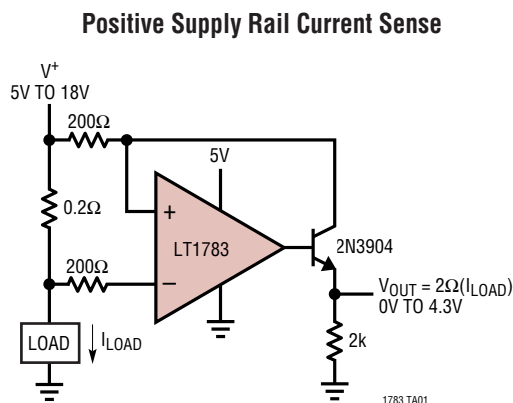 Positive Supply Rail Current Sense
V+
5V TO 18V
200Ω
5V
0.2Ω
+
LT1783
2N3904
200Ω
−
VOUT = 2Ω(ILOAD)
0V TO 4.3V
LOAD
ILOAD
2k
1783 TA01